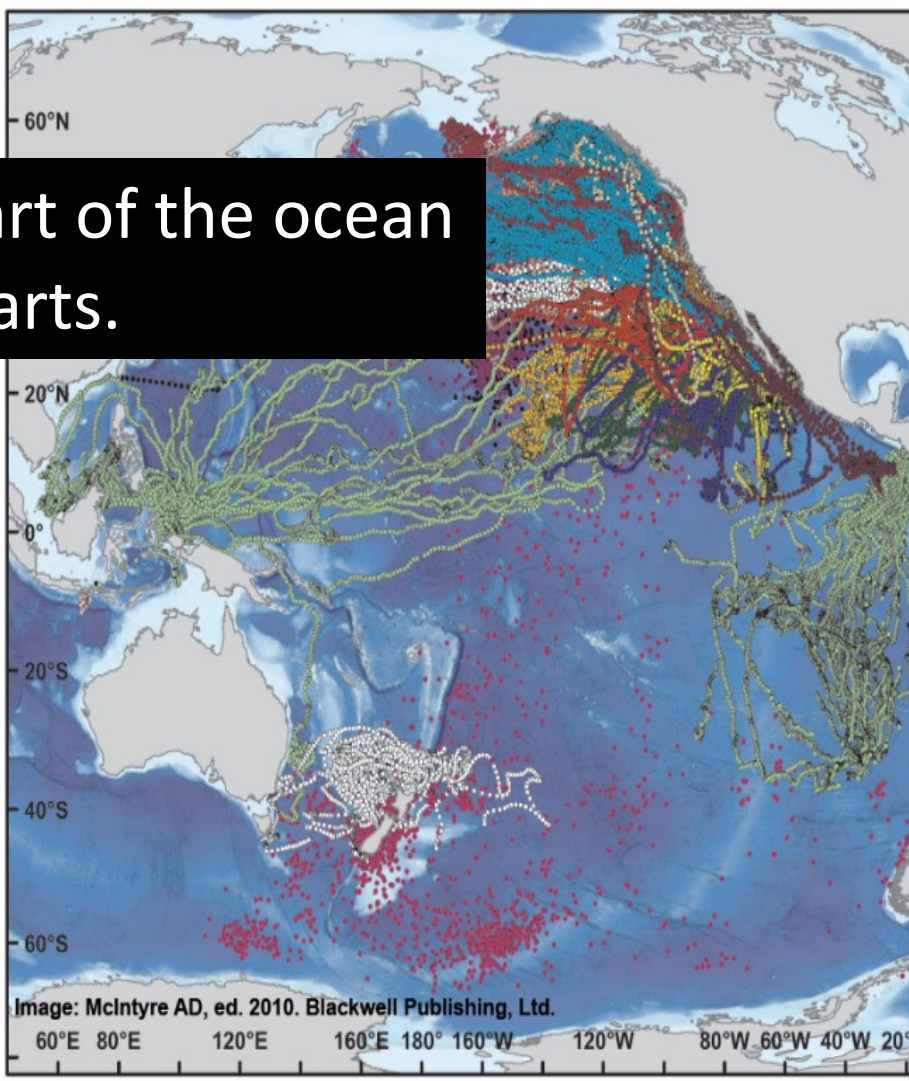 60°N
art of the ocean
arts.
20°N
0°
20°S
40°S
60°S
Image: McIntyre AD, ed. 2010. Blackwell Publishing, Ltd.
60°E 80°E 120°E 160°E 180° 160°W 120°W 80°W 60°W 40°W 20°